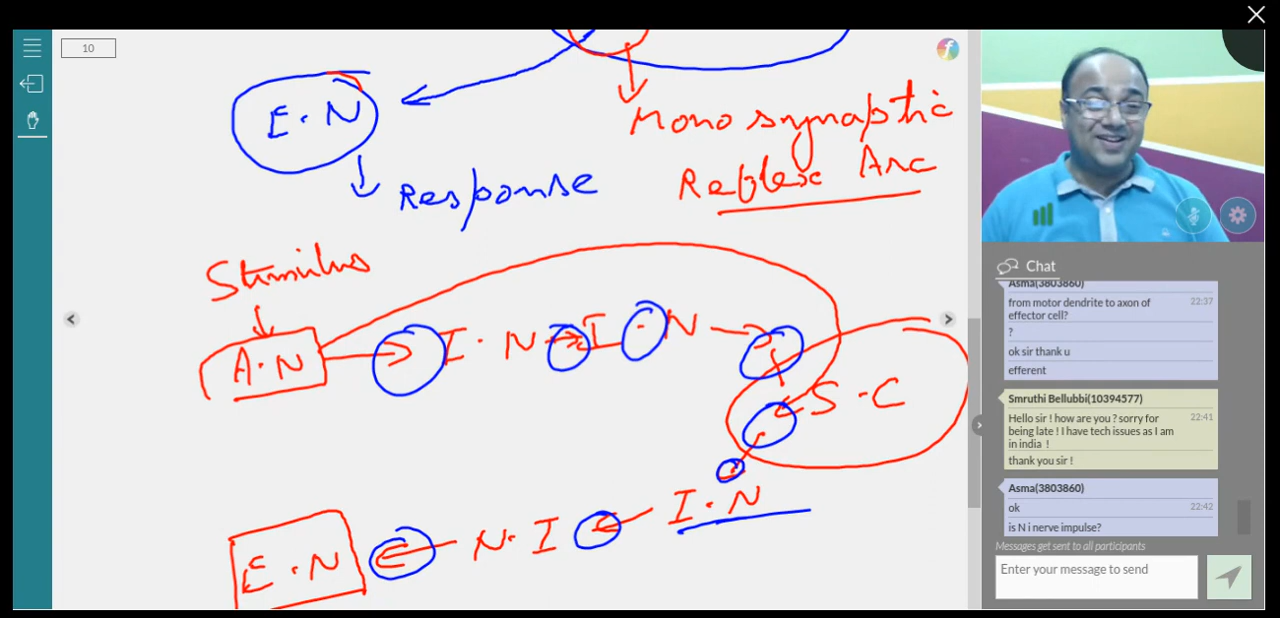 10
E.N
Mono synaptic
Reflex Arc
Response
Stimulus
A.N
I.N
I.N
S.C
I.N
N.I
E.N
Chat
Asma(3803860)
from motor dendrite to axon of
effector cell?
22:37
?
ok sir thank u
efferent
Smruthi Bellubbi(10394577)
Hello sir ! how are you ? sorry for
being late ! I have tech issues as I am
in india !
22:41
thank you sir !
Asma(3803860)
ok
22:42
is N i nerve impulse?
Messages get sent to all participants
Enter your message to send